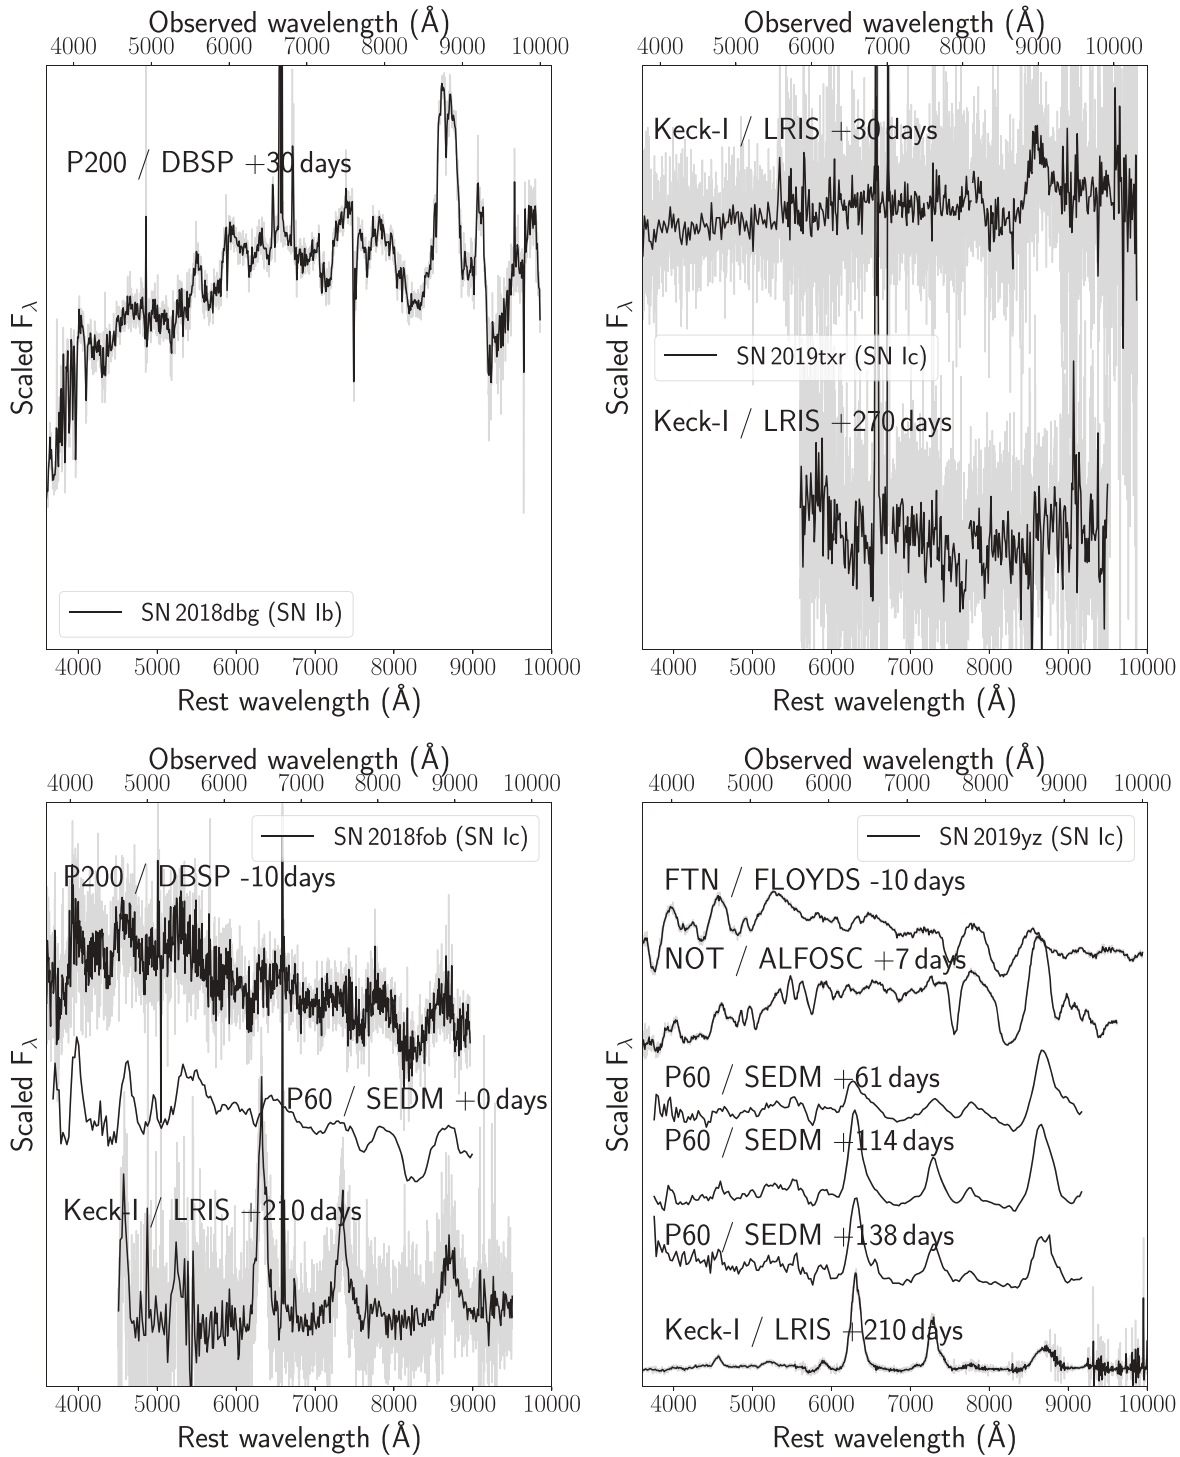 Observed wavelength (Å)
4000 5000 6000 7000 8000 9000 10000
P200 / DBSP +30 days
Scaled Fλ
SN 2018dbg (SN Ib)
4000 5000 6000 7000 8000 9000 10000
Rest wavelength (Å)
Observed wavelength (Å)
4000 5000 6000 7000 8000 9000 10000
Keck-I / LRIS +30 days
Scaled Fλ
SN 2019txr (SN Ic)
Keck-I / LRIS +270 days
4000 5000 6000 7000 8000 9000 10000
Rest wavelength (Å)
Observed wavelength (Å)
4000 5000 6000 7000 8000 9000 10000
SN 2018fob (SN Ic)
P200 / DBSP -10 days
Scaled Fλ
P60 / SEDM +0 days
Keck-I / LRIS +210 days
4000 5000 6000 7000 8000 9000 10000
Rest wavelength (Å)
Observed wavelength (Å)
4000 5000 6000 7000 8000 9000 10000
SN 2019yz (SN Ic)
FTN / FLOYDS -10 days
NOT / ALFOSC +7 days
Scaled Fλ
P60 / SEDM +61 days
P60 / SEDM +114 days
P60 / SEDM +138 days
Keck-I / LRIS +210 days
4000 5000 6000 7000 8000 9000 10000
Rest wavelength (Å)